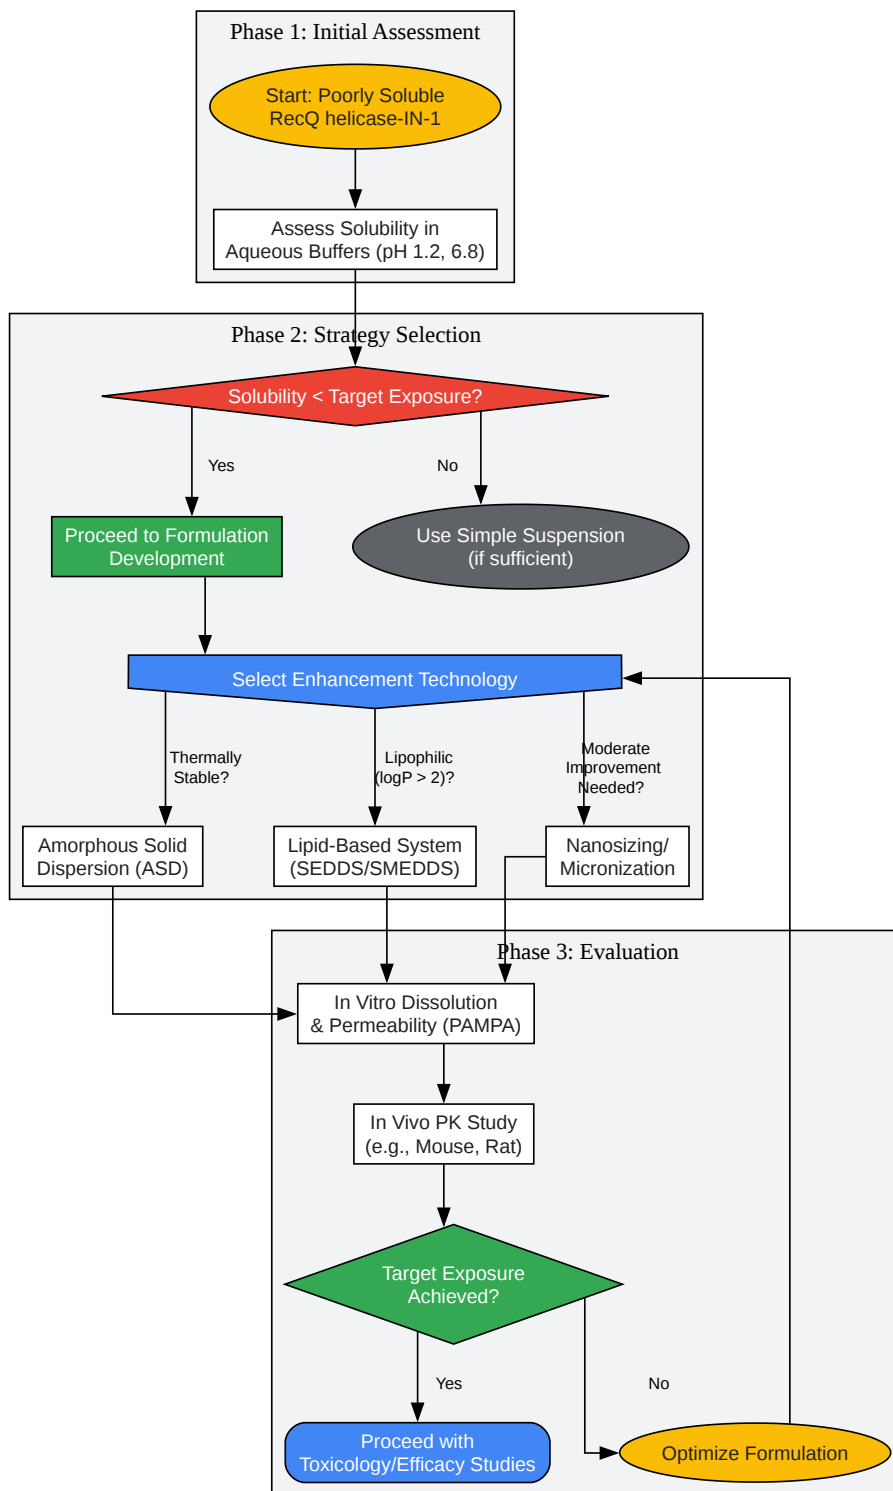 Phase 1: Initial Assessment
Start: Poorly Soluble
RecQ helicase-IN-1
Assess Solubility in
Aqueous Buffers (pH 1.2, 6.8)
Phase 2: Strategy Selection
Solubility < Target Exposure?
Yes
No
Proceed to Formulation
Development
Use Simple Suspension
(if sufficient)
Select Enhancement Technology
Thermally
Stable?
Lipophilic
(logP > 2)?
Moderate
Improvement
Needed?
Amorphous Solid
Dispersion (ASD)
Lipid-Based System
(SEDDS/SMEDDS)
Nanosizing/
Micronization
Phase 3: Evaluation
In Vitro Dissolution
& Permeability (PAMPA)
In Vivo PK Study
(e.g., Mouse, Rat)
Target Exposure
Achieved?
Yes
No
Proceed with
Toxicology/Efficacy Studies
Optimize Formulation